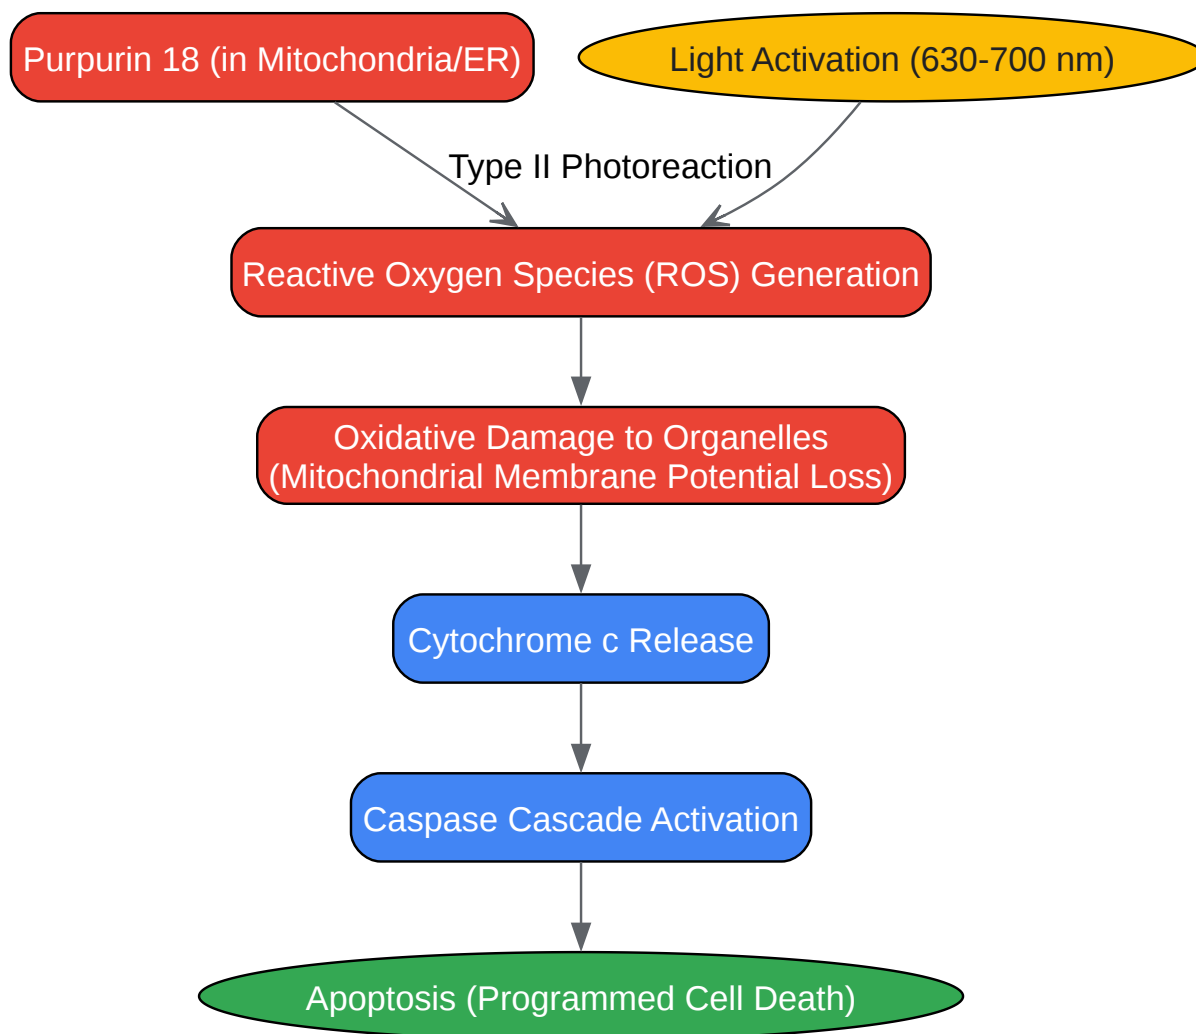 Purpurin 18 (in Mitochondria/ER)
Light Activation (630-700 nm)
Type II Photoreaction
Reactive Oxygen Species (ROS) Generation
Oxidative Damage to Organelles
(Mitochondrial Membrane Potential Loss)
Cytochrome c Release
Caspase Cascade Activation
Apoptosis (Programmed Cell Death)